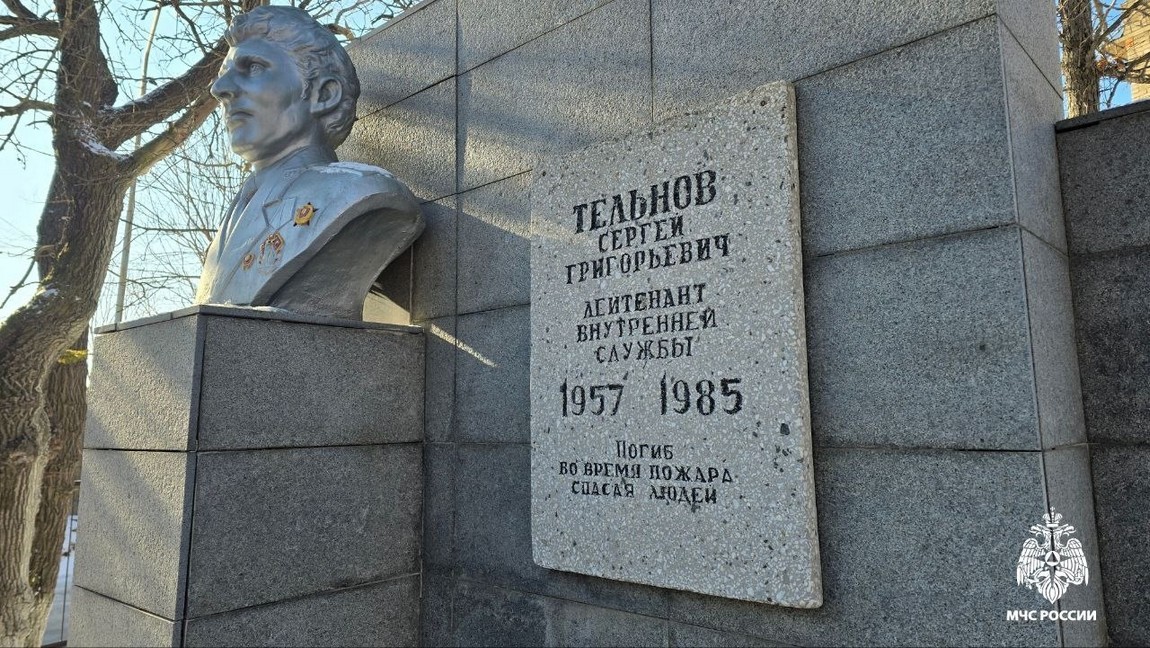 ТЕЛЬНОВ
СЕРГЕЙ
ГРИГОРЬЕВИЧ
ЛЕЙТЕНАНТ
ВНУТРЕННЕЙ
СЛУЖБЫ
1957 1985
Погиб
во время пожара
спасая людей
МЧС РОССИИ